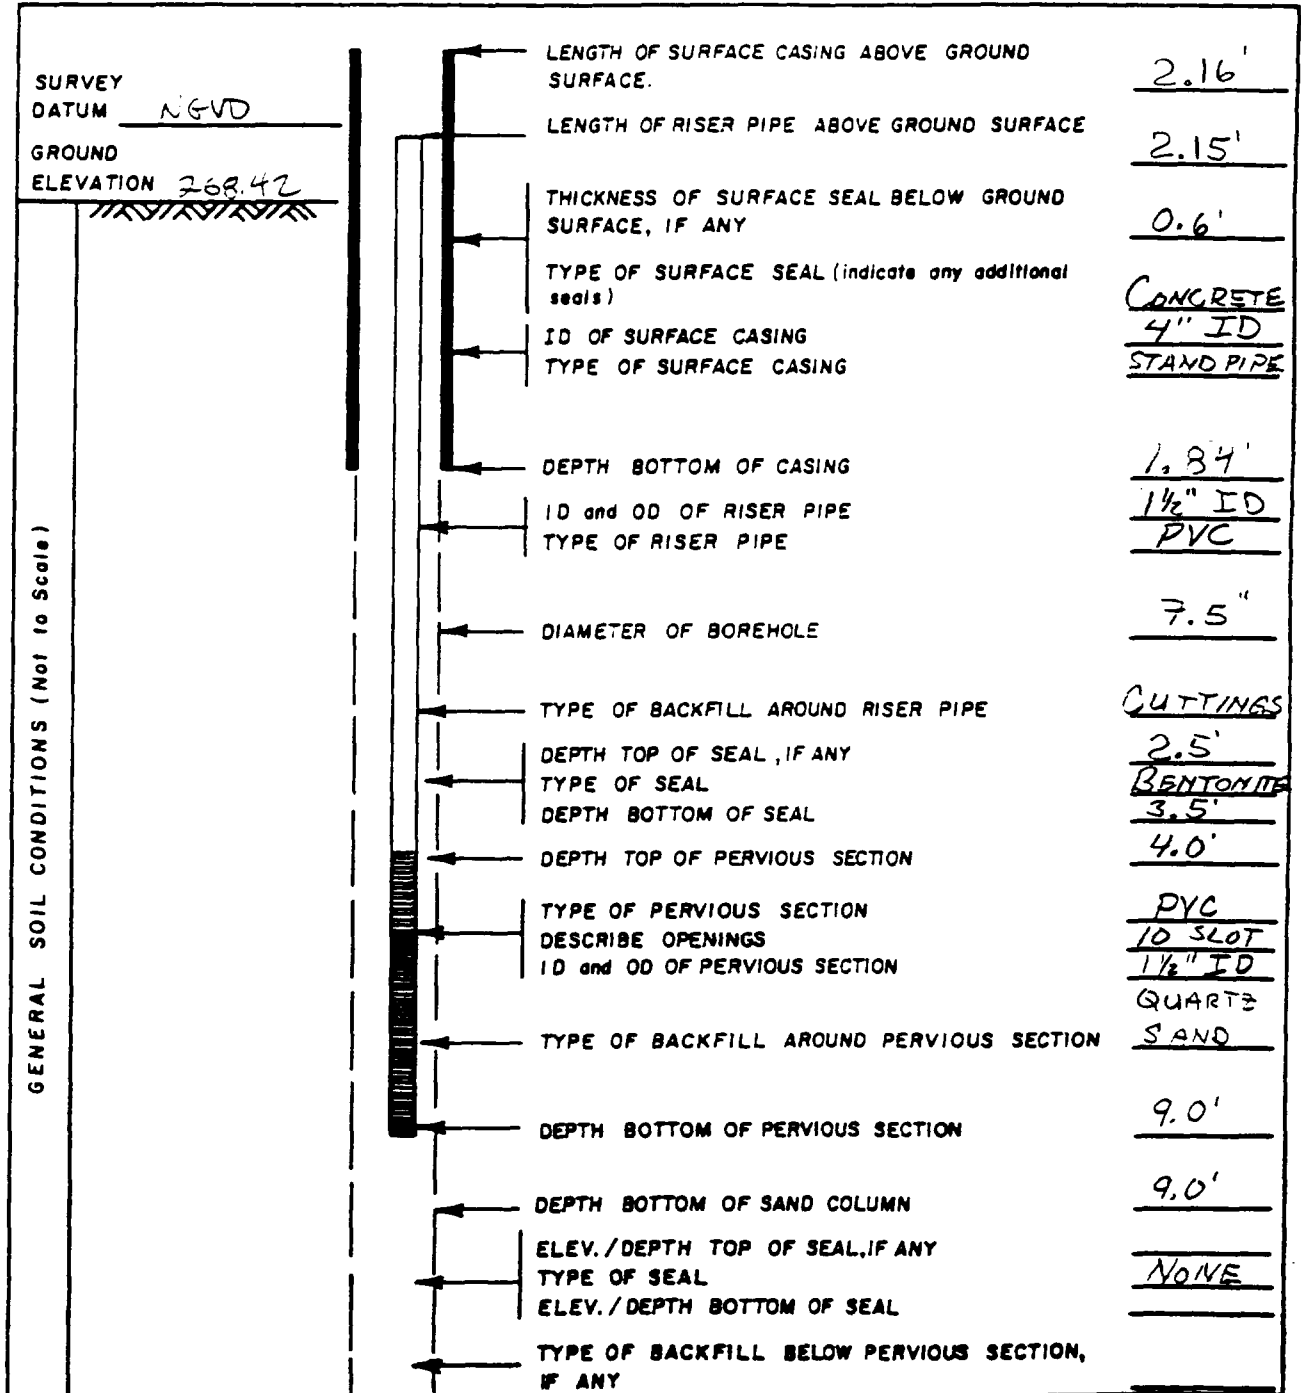 LENGTH OF SURFACE CASING ABOVE GROUND
SURFACE. 2.16'
SURVEY
DATUM NGVD
LENGTH OF RISER PIPE ABOVE GROUND SURFACE 2.15'
GROUND
ELEVATION 268.42
THICKNESS OF SURFACE SEAL BELOW GROUND
SURFACE, IF ANY 0.6'
TYPE OF SURFACE SEAL (indicate any additional
seals) CONCRETE
ID OF SURFACE CASING 4" ID
TYPE OF SURFACE CASING STAND PIPE
DEPTH BOTTOM OF CASING 1.84'
ID and OD OF RISER PIPE 1½" ID
TYPE OF RISER PIPE PVC
DIAMETER OF BOREHOLE 7.5"
TYPE OF BACKFILL AROUND RISER PIPE CUTTINGS
DEPTH TOP OF SEAL, IF ANY 2.5'
TYPE OF SEAL BENTONITE
DEPTH BOTTOM OF SEAL 3.5'
DEPTH TOP OF PERVIOUS SECTION 4.0'
TYPE OF PERVIOUS SECTION PVC
DESCRIBE OPENINGS 10 SLOT
ID and OD OF PERVIOUS SECTION 1½" ID
QUARTZ
TYPE OF BACKFILL AROUND PERVIOUS SECTION SAND
DEPTH BOTTOM OF PERVIOUS SECTION 9.0'
DEPTH BOTTOM OF SAND COLUMN 9.0'
ELEV./DEPTH TOP OF SEAL, IF ANY
TYPE OF SEAL NONE
ELEV./DEPTH BOTTOM OF SEAL
TYPE OF BACKFILL BELOW PERVIOUS SECTION,
IF ANY
GENERAL SOIL CONDITIONS (Not to Scale)